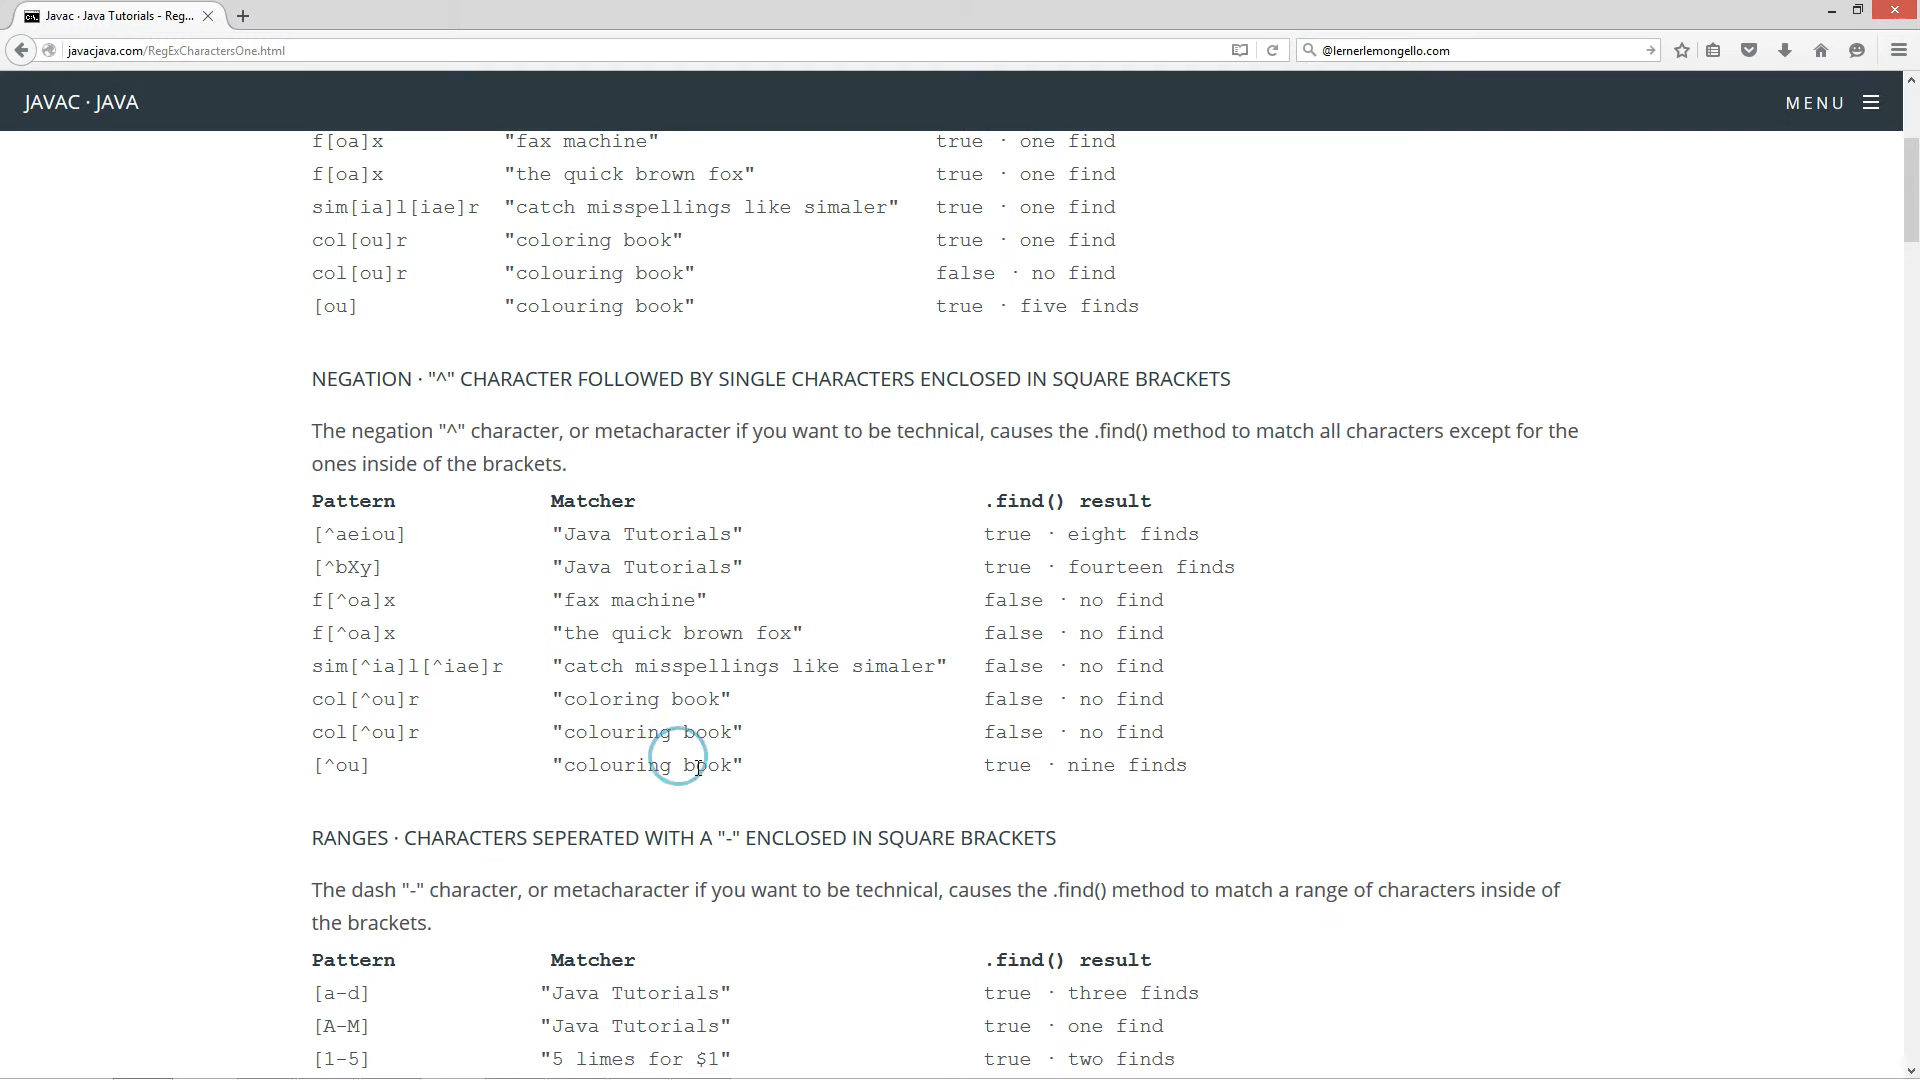 Javac · Java Tutorials - Reg...
javacjava.com/RegExCharactersOne.html
@lernerlemongello.com
JAVAC · JAVA
MENU
f[oa]x "fax machine" true · one find
f[oa]x "the quick brown fox" true · one find
sim[ia]l[iae]r "catch misspellings like simaler" true · one find
col[ou]r "coloring book" true · one find
col[ou]r "colouring book" false · no find
[ou] "colouring book" true · five finds
NEGATION · "^" CHARACTER FOLLOWED BY SINGLE CHARACTERS ENCLOSED IN SQUARE BRACKETS
The negation "^" character, or metacharacter if you want to be technical, causes the .find() method to match all characters except for the
ones inside of the brackets.
Pattern Matcher .find() result
[^aeiou] "Java Tutorials" true · eight finds
[^bXy] "Java Tutorials" true · fourteen finds
f[^oa]x "fax machine" false · no find
f[^oa]x "the quick brown fox" false · no find
sim[^ia]l[^iae]r "catch misspellings like simaler" false · no find
col[^ou]r "coloring book" false · no find
col[^ou]r "colouring book" false · no find
[^ou] "colouring book" true · nine finds
RANGES · CHARACTERS SEPERATED WITH A "-" ENCLOSED IN SQUARE BRACKETS
The dash "-" character, or metacharacter if you want to be technical, causes the .find() method to match a range of characters inside of
the brackets.
Pattern Matcher .find() result
[a-d] "Java Tutorials" true · three finds
[A-M] "Java Tutorials" true · one find
[1-5] "5 limes for $1" true · two finds